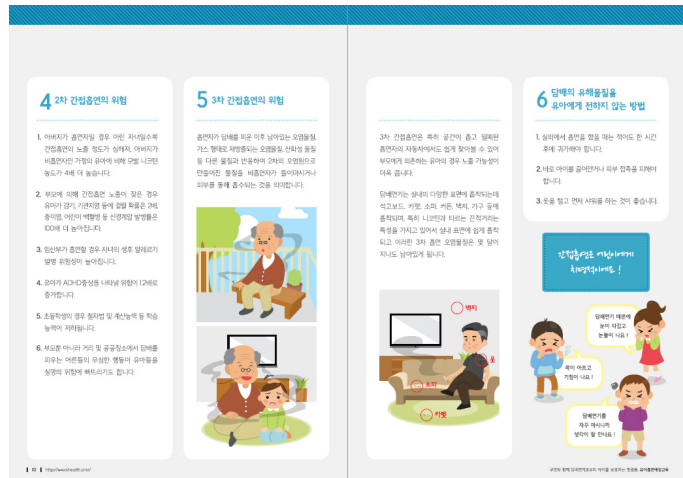 4 2차 간접흡연의 위험
1. 아버지가 흡연자일 경우 어린 자녀일수록
간접흡연의 노출 정도가 심해져, 아버지가
비흡연자인 가정의 유아에 비해 모발 니코틴
농도가 4배 더 높습니다.
2. 부모에 의해 간접흡연 노출이 잦은 경우
유아가 감기, 기관지염 등에 걸릴 확률은 2배,
중이염, 어린이 백혈병 등 신경계암 발병률은
100배 더 높아집니다.
3. 임산부가 흡연할 경우 자녀의 생후 알레르기
발병 위험성이 높아집니다.
4. 유아가 ADHD증상을 나타낼 위험이 1.2배로
증가합니다.
5. 초등학생의 경우 철자법 및 계산능력 등 학습
능력이 저하됩니다.
6. 부모뿐 아니라 거리 및 공공장소에서 담배를
피우는 어른들의 무심한 행동이 유아들을
실명의 위험에 빠뜨리기도 합니다.
5 3차 간접흡연의 위험
흡연자가 담배를 피운 이후 남아있는 오염물질,
가스 형태로 재방출되는 오염물질, 산화성 물질
등 다른 물질과 반응하여 2차의 오염원으로
만들어진 물질을 비흡연자가 들이마시거나
피부를 통해 흡수되는 것을 의미합니다.
3차 간접흡연은 특히 공간이 좁고 밀폐된
흡연자의 자동차에서도 쉽게 찾아볼 수 있어
부모에게 의존하는 유아의 경우 노출 가능성이
더욱 큽니다.
담배연기는 실내의 다양한 표면에 흡착되는데
석고보드, 카펫, 소파, 커튼, 벽지, 가구 등에
흡착되며, 특히 니코틴과 타르는 끈적거리는
특성을 가지고 있어서 실내 표면에 쉽게 흡착
되고 이러한 3차 흡연 오염물질은 몇 달이
지나도 남아있게 됩니다.
벽지
옷
소파
카펫
6 담배의 유해물질을
유아에게 전하지 않는 방법
1. 실외에서 흡연을 했을 때는 적어도 한 시간
후에 귀가해야 합니다.
2. 바로 아이를 끌어안거나 피부 접촉을 피해야
합니다.
3. 옷을 털고 먼저 샤워를 하는 것이 좋습니다.
간접흡연은 어린이에게
치명적이에요 !
담배연기 때문에
눈이 따갑고
눈물이 나요 !
목이 아프고
기침이 나요 !
담배연기를
자꾸 마시니까
생각이 잘 안나요 !
10